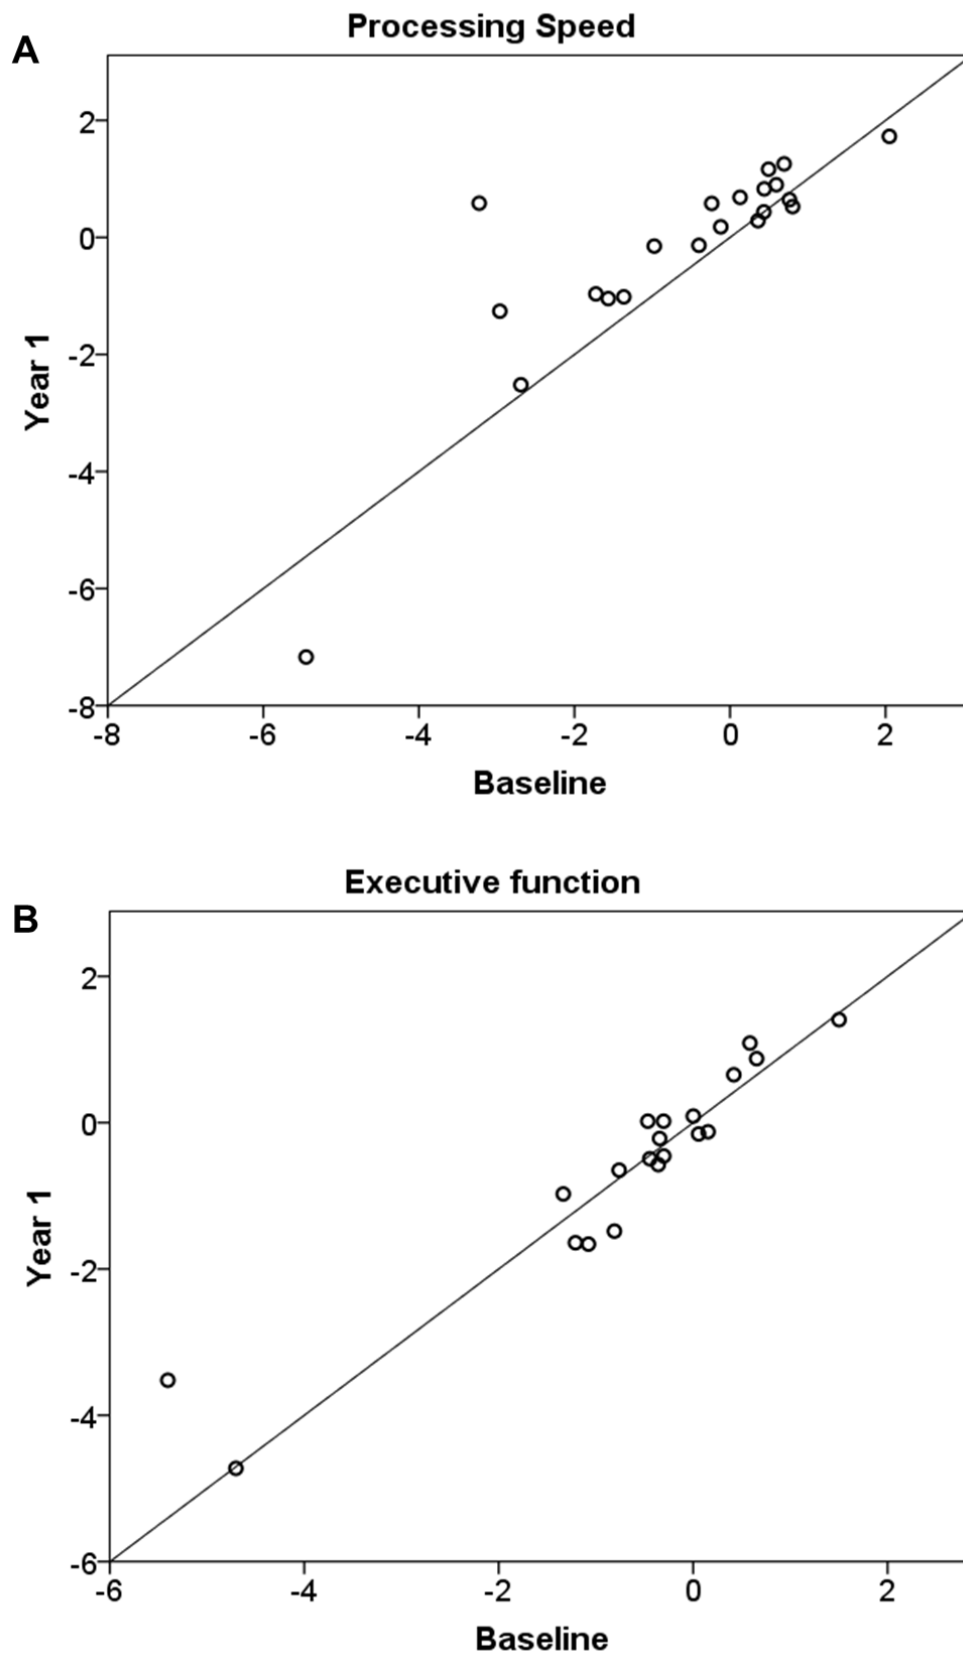 Processing Speed
A
2
0
-2
-4
-6
-8
Year 1
-8 -6 -4 -2 0 2
Baseline
Executive function
B
2
0
-2
-4
-6
Year 1
-6 -4 -2 0 2
Baseline